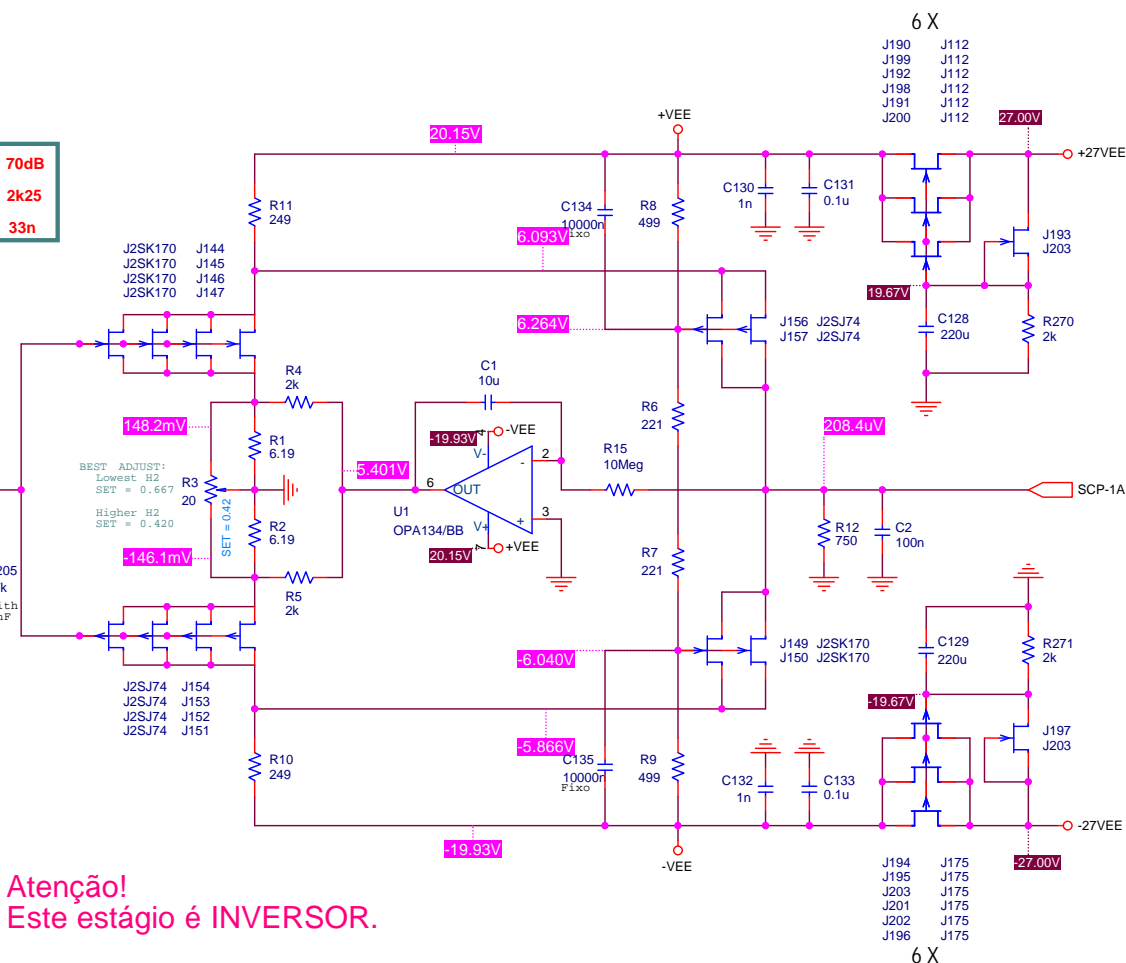 6 X
J190 J112
J199 J112
J192 J112
J198 J112
J191 J112
J200 J112
27.00V
+VEE
20.15V
+27VEE
70dB
2k25
33n
R11
249
C134
10000n
R8
499
C130
1n
C131
0.1u
6.093V
J193
J203
J2SK170 J144
J2SK170 J145
J2SK170 J146
J2SK170 J147
19.67V
6.264V
J156 J2SJ74
J157 J2SJ74
C128
220u
R270
2k
R4
2k
C1
10u
R6
221
148.2mV
208.4uV
-19.93V
4
-VEE
R1
6.19
V-
2
-
R15
10Meg
BEST ADJUST:
Lowest H2
SET = 0.667
Higher H2
SET = 0.420
5.401V
R3
20
SET = 0.42
6
OUT
SCP-1A
U1
OPA134/BB
V+
+
3
R2
6.19
R12
750
C2
100n
7
+VEE
20.15V
-146.1mV
R7
221
205
k
ith
nF
R5
2k
J149 J2SK170
J150 J2SK170
C129
220u
R271
2k
-6.040V
J2SJ74 J154
J2SJ74 J153
J2SJ74 J152
J2SJ74 J151
-19.67V
J197
J203
-5.866V
R10
249
C135
10000n
Fixo
R9
499
C132
1n
C133
0.1u
-27VEE
-19.93V
-VEE
-27.00V
J194 J175
J195 J175
J203 J175
J201 J175
J202 J175
J196 J175
6 X
Atenção!
Este estágio é INVERSOR.